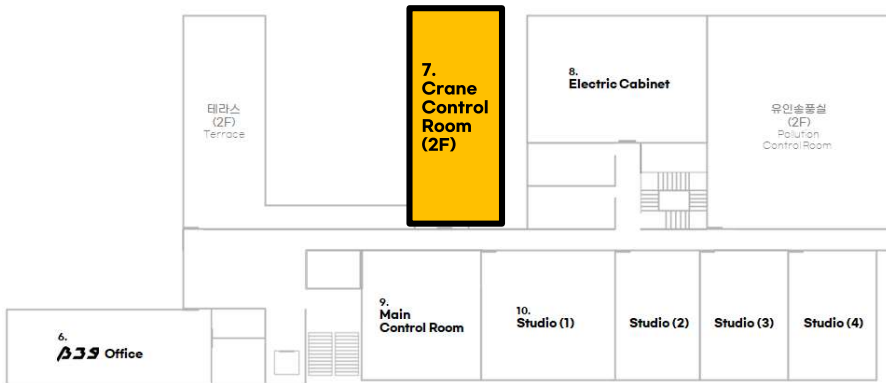 7.
Crane
Control
Room
(2F)
8.
Electric Cabinet
테라스
(2F)
Terrace
유인송풍실
(2F)
Polution
Control Room
9.
Main
Control Room
10.
Studio (1)
Studio (2)
Studio (3)
Studio (4)
6.
B39 Office